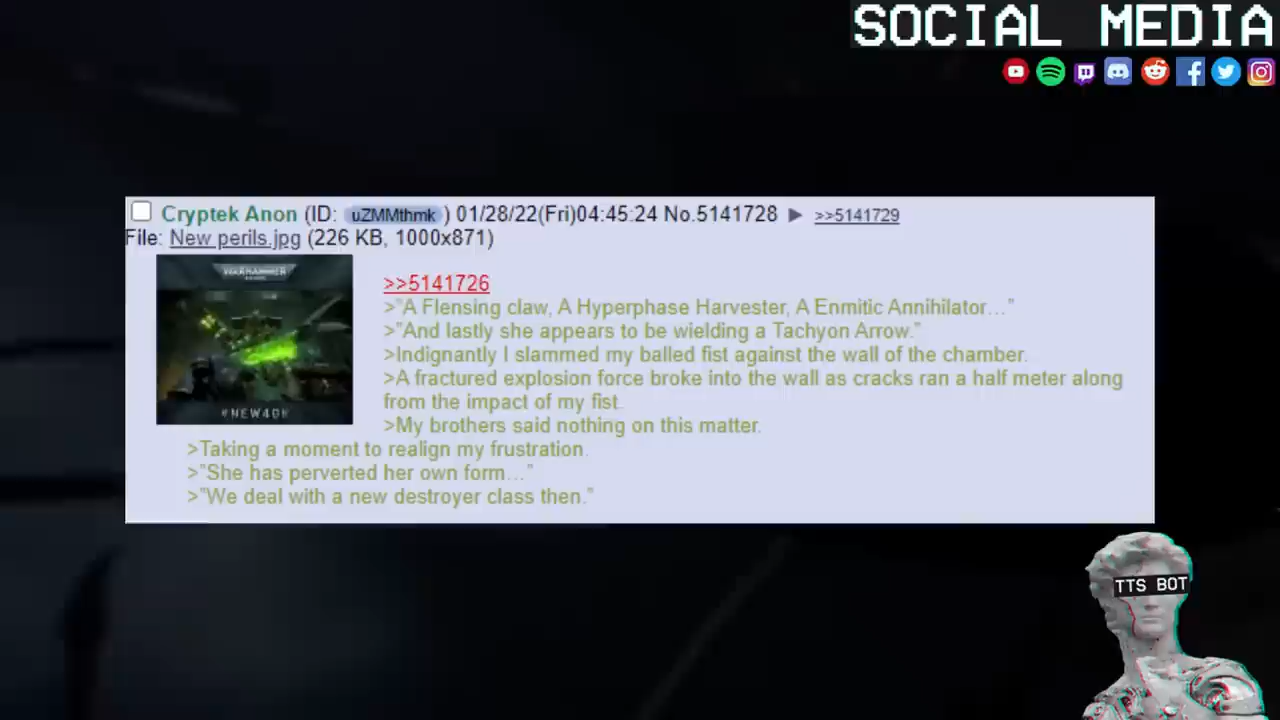 SOCIAL MEDIA
Cryptek Anon (ID: uZMMthmk ) 01/28/22(Fri)04:45:24 No.5141728 ▶ >>5141729
File: New perils.jpg (226 KB, 1000x871)
WARHAMMER
#NEW40K
>>5141726
>"A Flensing claw, A Hyperphase Harvester, A Enmitic Annihilator…"
>"And lastly she appears to be wielding a Tachyon Arrow."
>Indignantly I slammed my balled fist against the wall of the chamber.
>A fractured explosion force broke into the wall as cracks ran a half meter along
from the impact of my fist.
>My brothers said nothing on this matter.
>Taking a moment to realign my frustration.
>"She has perverted her own form…"
>"We deal with a new destroyer class then."
TTS BOT